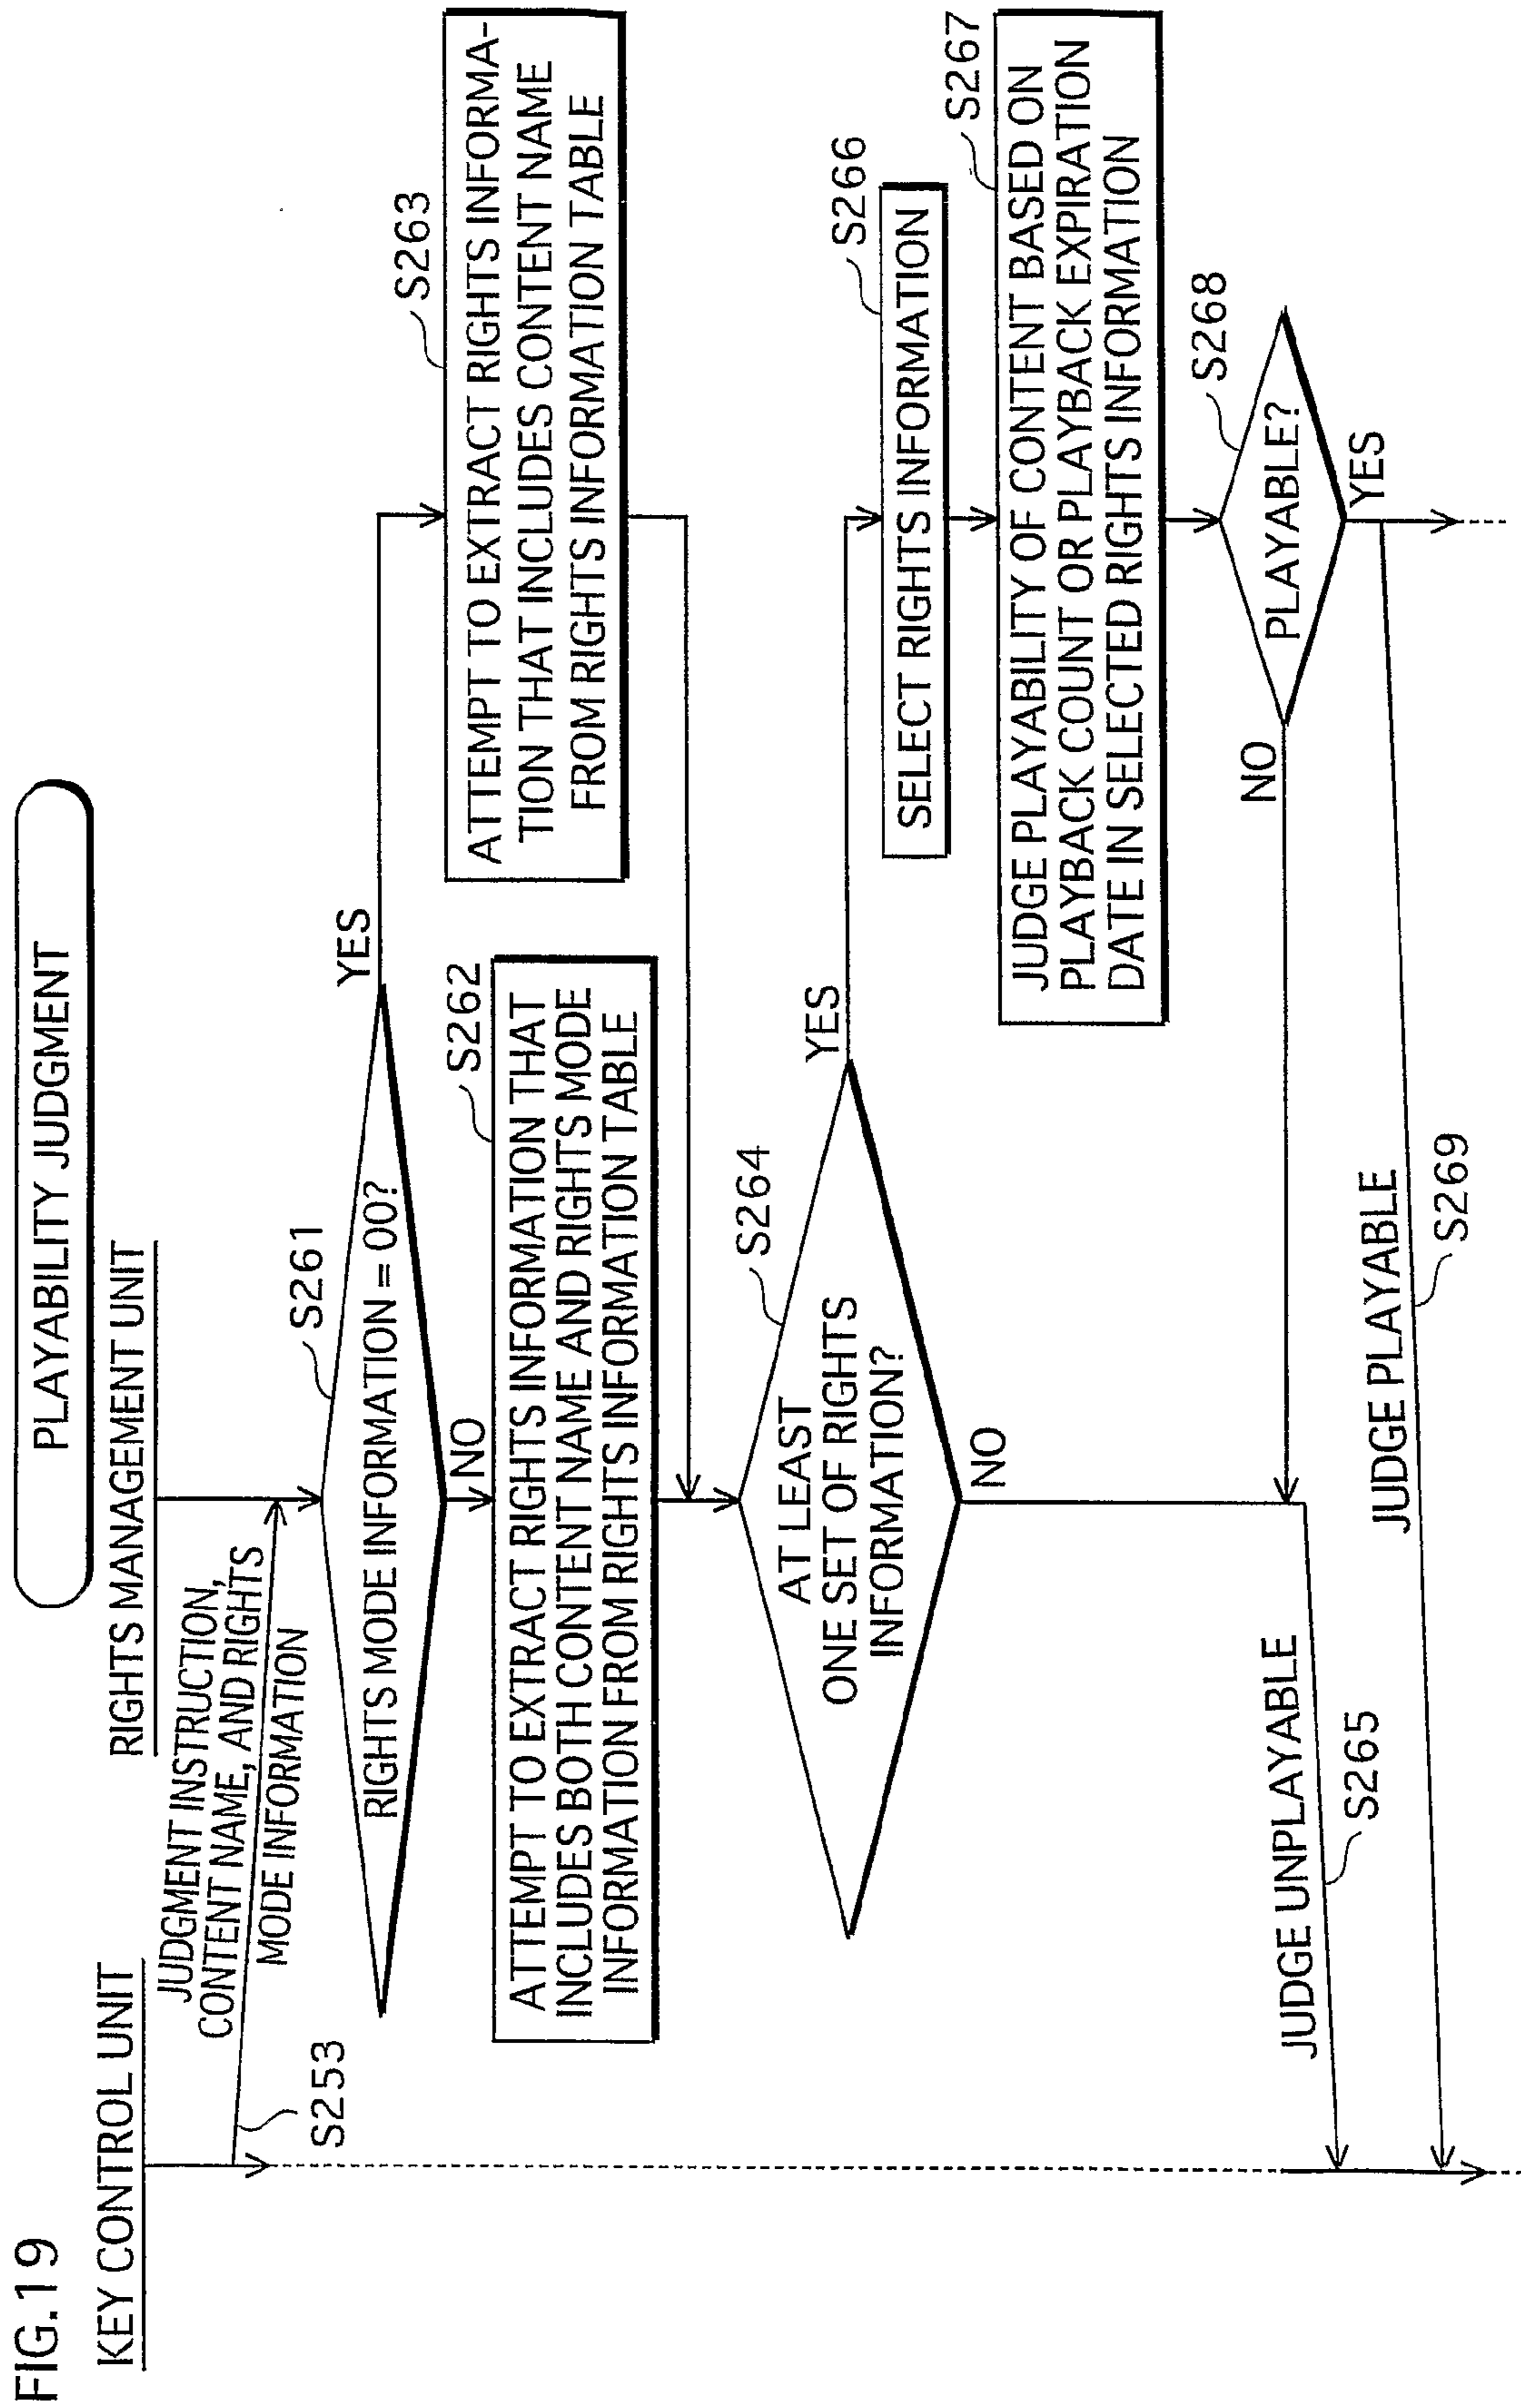 FIG.19
PLAYABILITY JUDGMENT
KEY CONTROL UNIT
RIGHTS MANAGEMENT UNIT
JUDGMENT INSTRUCTION,
CONTENT NAME, AND RIGHTS
MODE INFORMATION
S253
S261
RIGHTS MODE INFORMATION = 00?
YES
NO
S263
ATTEMPT TO EXTRACT RIGHTS INFORMA-
TION THAT INCLUDES CONTENT NAME
FROM RIGHTS INFORMATION TABLE
S262
ATTEMPT TO EXTRACT RIGHTS INFORMATION THAT
INCLUDES BOTH CONTENT NAME AND RIGHTS MODE
INFORMATION FROM RIGHTS INFORMATION TABLE
S264
AT LEAST
ONE SET OF RIGHTS
INFORMATION?
YES
NO
S266
SELECT RIGHTS INFORMATION
S267
JUDGE PLAYABILITY OF CONTENT BASED ON
PLAYBACK COUNT OR PLAYBACK EXPIRATION
DATE IN SELECTED RIGHTS INFORMATION
S268
PLAYABLE?
NO
YES
JUDGE UNPLAYABLE
S265
JUDGE PLAYABLE
S269